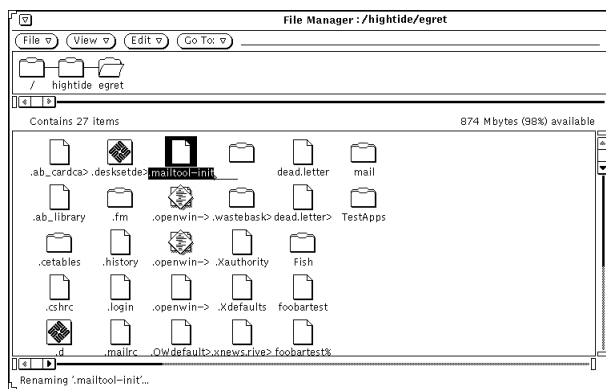 File Manager : /hightide/egret
File View Edit Go To:
/ hightide egret
Contains 27 items 874 Mbytes (98%) available
.ab_cardca> .desksetde> .mailtool-init dead.letter mail
.ab_library .fm .openwin-> .wastebask> dead.letter> TestApps
.cetables .history .openwin-> .Xauthority Fish
.cshrc .login .openwin-> .Xdefaults foobartest
.d .mailrc .OWdefault> .xnews.rive> foobartest%
Renaming '.mailtool-init'...